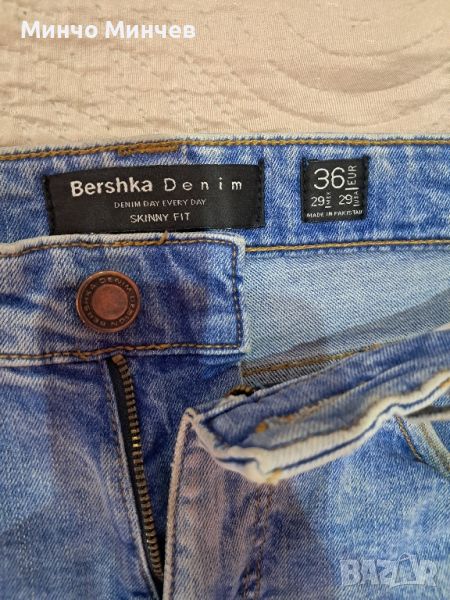 Минчо Минчев
Bershka Denim
DENIM DAY EVERY DAY
SKINNY FIT
36 EUR
29 MEX 29 USA
MADE IN PAKISTAN
BAZAR